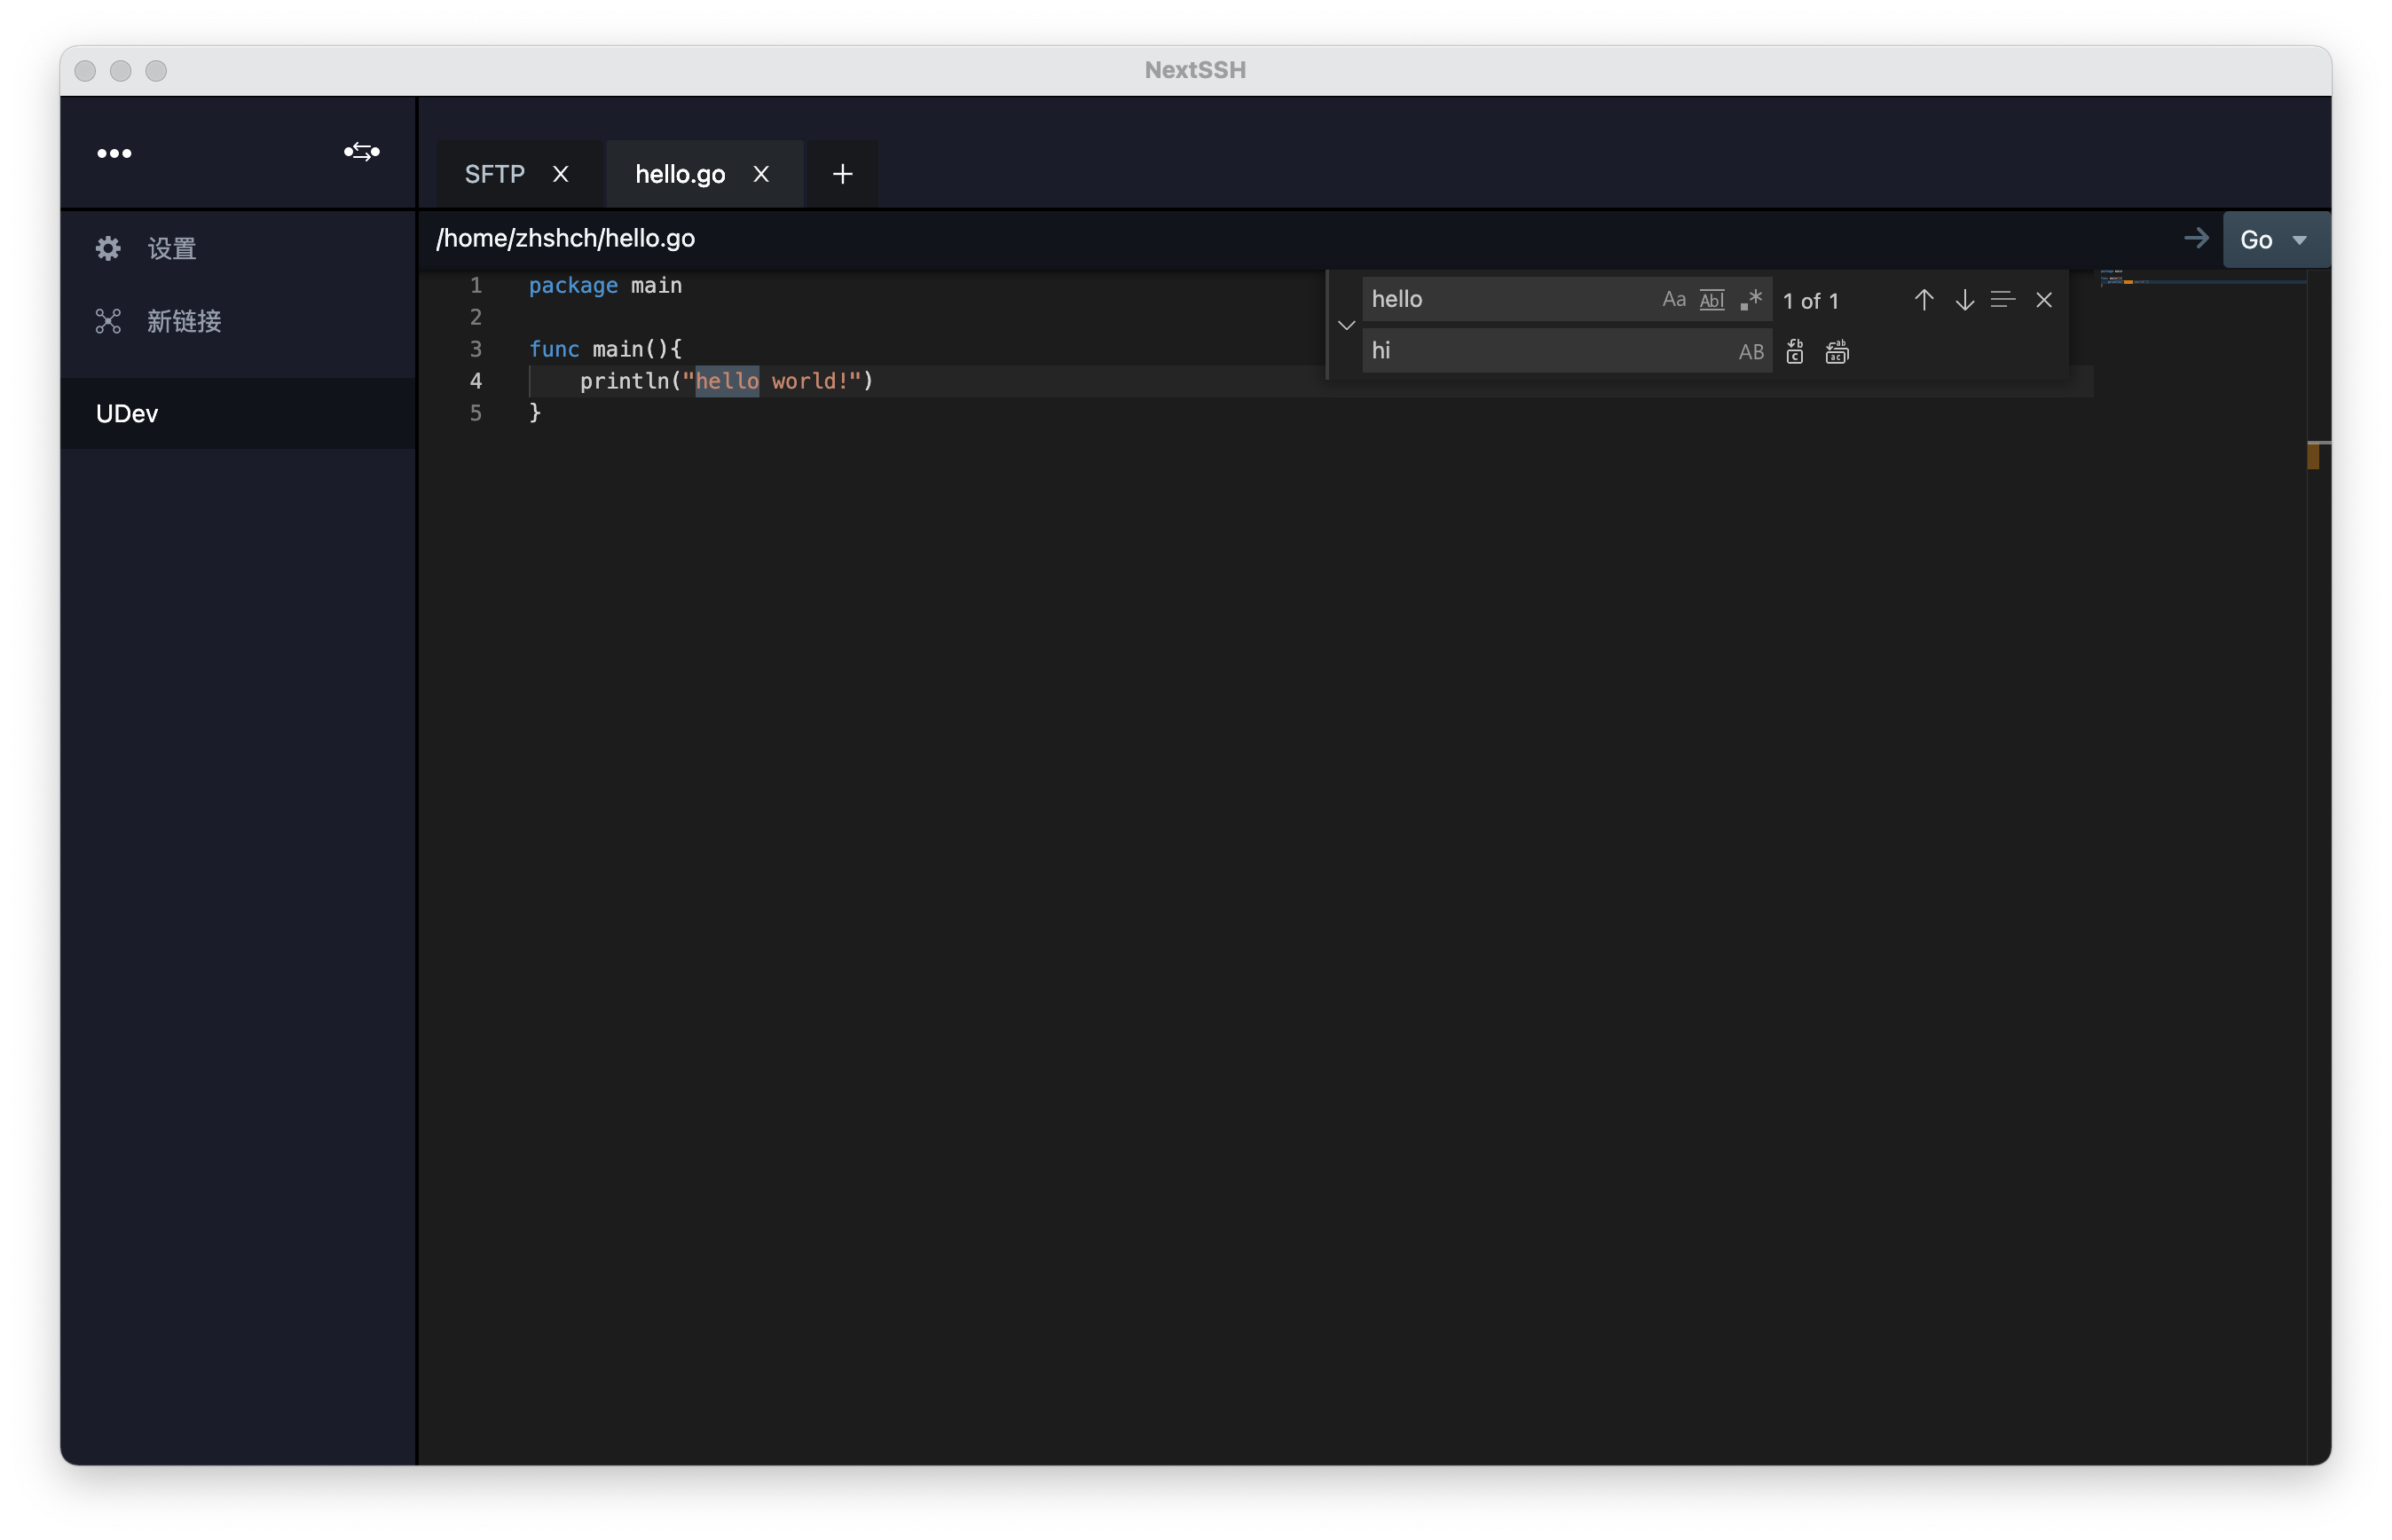 NextSSH
SFTP X hello.go X +
设置
新链接
UDev
/home/zhshch/hello.go
Go
1 package main
2
3 func main(){
4 println("hello world!")
5 }
hello Aa Abl .* 1 of 1
hi AB